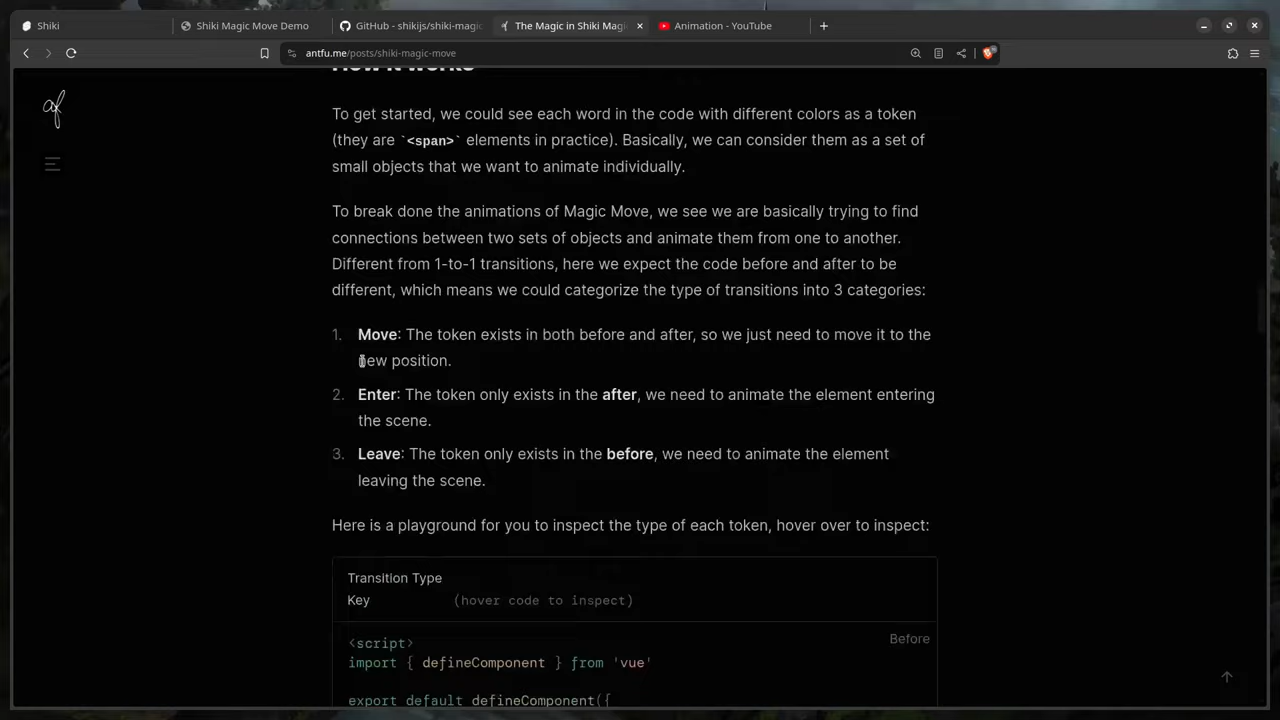 Shiki
Shiki Magic Move Demo
GitHub - shikijs/shiki-magic
The Magic in Shiki Magi
Animation - YouTube
antfu.me/posts/shiki-magic-move
How it works
To get started, we could see each word in the code with different colors as a token
(they are `<span>` elements in practice). Basically, we can consider them as a set of
small objects that we want to animate individually.
To break done the animations of Magic Move, we see we are basically trying to find
connections between two sets of objects and animate them from one to another.
Different from 1-to-1 transitions, here we expect the code before and after to be
different, which means we could categorize the type of transitions into 3 categories:
1. Move: The token exists in both before and after, so we just need to move it to the
new position.
2. Enter: The token only exists in the after, we need to animate the element entering
the scene.
3. Leave: The token only exists in the before, we need to animate the element
leaving the scene.
Here is a playground for you to inspect the type of each token, hover over to inspect:
Transition Type
Key (hover code to inspect)
Before
<script>
import { defineComponent } from 'vue'
export default defineComponent({